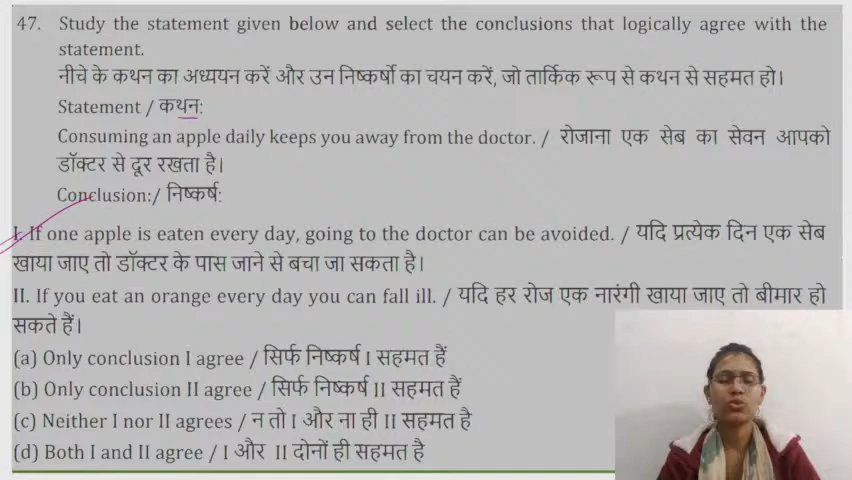 47. Study the statement given below and select the conclusions that logically agree with the
statement.
नीचे के कथन का अध्ययन करें और उन निष्कर्षो का चयन करें, जो तार्किक रूप से कथन से सहमत हो।
Statement / कथन:
Consuming an apple daily keeps you away from the doctor. / रोजाना एक सेब का सेवन आपको
डॉक्टर से दूर रखता है।
Conclusion:/ निष्कर्ष:
I. If one apple is eaten every day, going to the doctor can be avoided. / यदि प्रत्येक दिन एक सेब
खाया जाए तो डॉक्टर के पास जाने से बचा जा सकता है।
II. If you eat an orange every day you can fall ill. / यदि हर रोज एक नारंगी खाया जाए तो बीमार हो
सकते हैं।
(a) Only conclusion I agree / सिर्फ निष्कर्ष I सहमत हैं
(b) Only conclusion II agree / सिर्फ निष्कर्ष II सहमत हैं
(c) Neither I nor II agrees / न तो I और ना ही II सहमत है
(d) Both I and II agree / I और II दोनों ही सहमत है